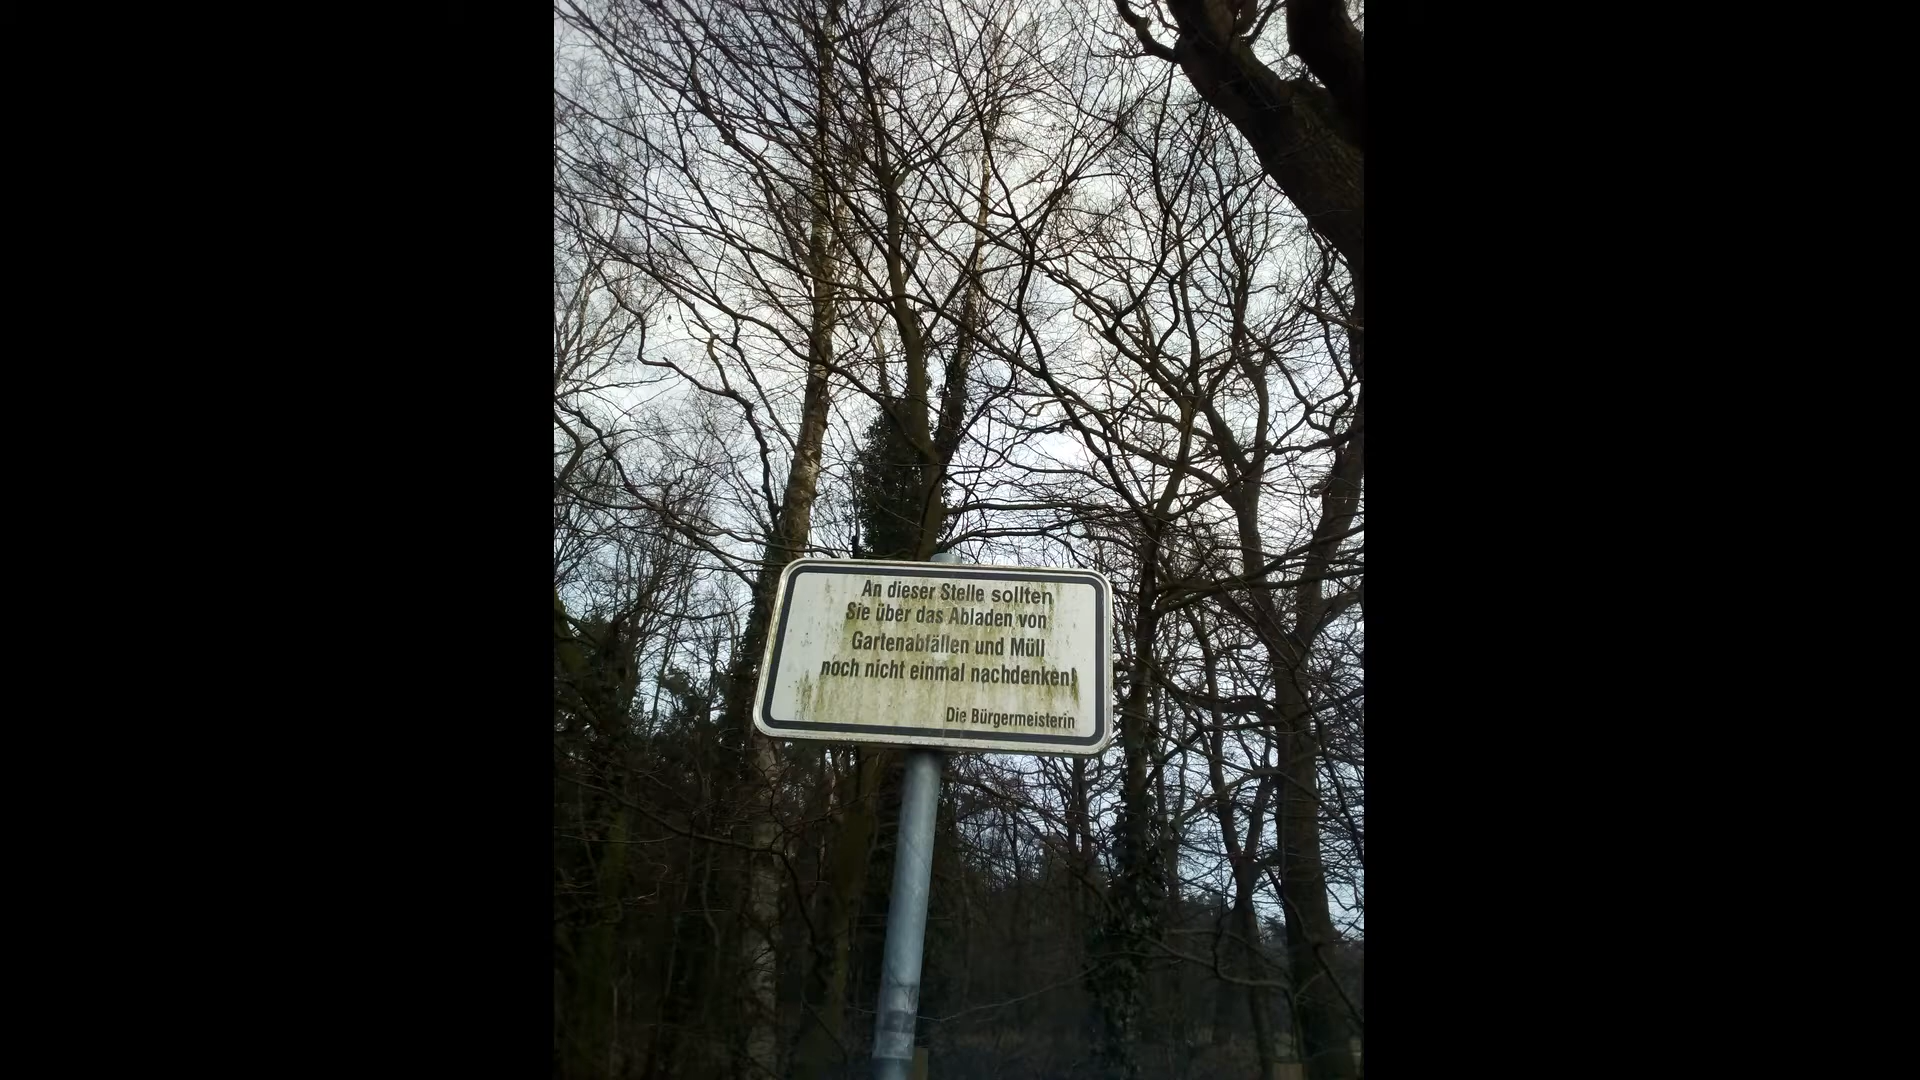 An dieser Stelle sollten
Sie über das Abladen von
Gartenabfällen und Müll
noch nicht einmal nachdenken!
Die Bürgermeisterin